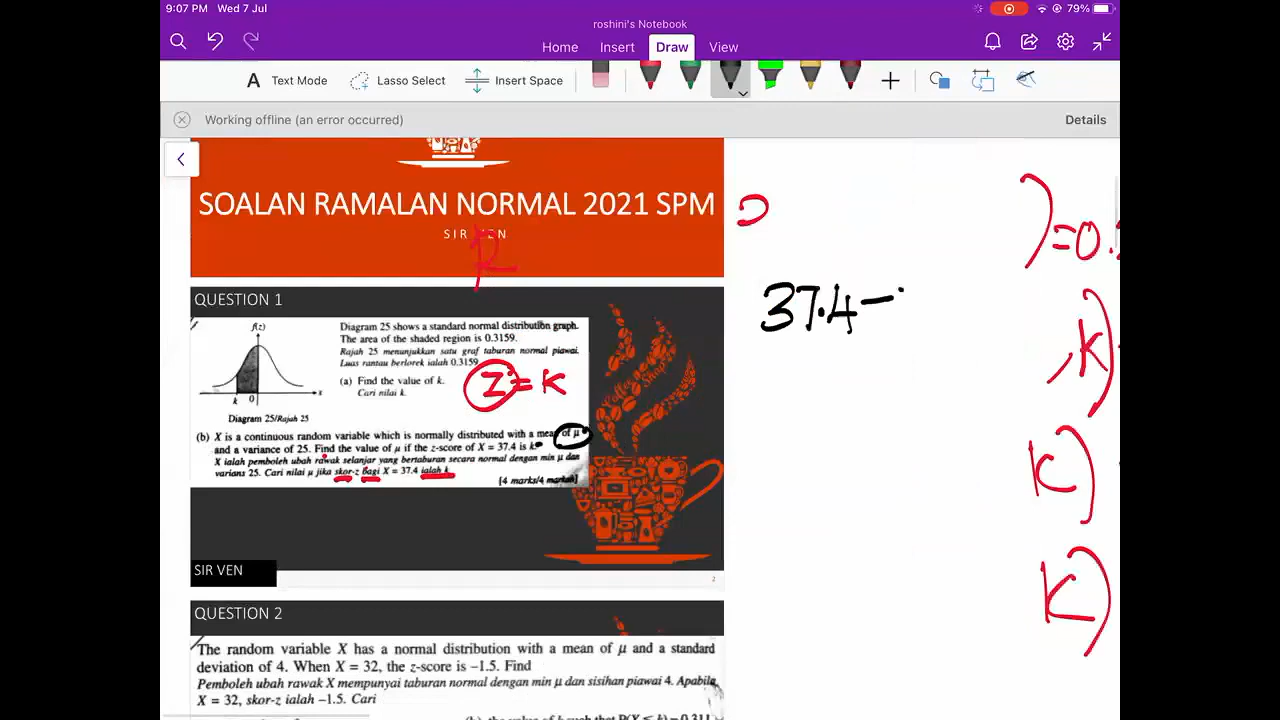 9:07 PM Wed 7 Jul
79%
roshini's Notebook
Home Insert Draw View
A Text Mode Lasso Select Insert Space
Working offline (an error occurred) Details
SOALAN RAMALAN NORMAL 2021 SPM
SIR VEN
R
QUESTION 1
f(z)
k 0 x
Diagram 25/Rajah 25
Diagram 25 shows a standard normal distribution graph.
The area of the shaded region is 0.3159.
Rajah 25 menunjukkan satu graf taburan normal piawai.
Luas rantau berlorek ialah 0.3159.
(a) Find the value of k.
Cari nilai k.
Z = K
(b) X is a continuous random variable which is normally distributed with a mean of μ
and a variance of 25. Find the value of μ if the z-score of X = 37.4 is k.
X ialah pemboleh ubah rawak selanjar yang bertaburan secara normal dengan min μ dan
varians 25. Cari nilai μ jika skor-z bagi X = 37.4 ialah k.
[4 marks/4 markah]
SIR VEN
2
37.4 -
)=0.
,K)
K)
K)
QUESTION 2
The random variable X has a normal distribution with a mean of μ and a standard
deviation of 4. When X = 32, the z-score is −1.5. Find
Pemboleh ubah rawak X mempunyai taburan normal dengan min μ dan sisihan piawai 4. Apabila
X = 32, skor-z ialah −1.5. Cari